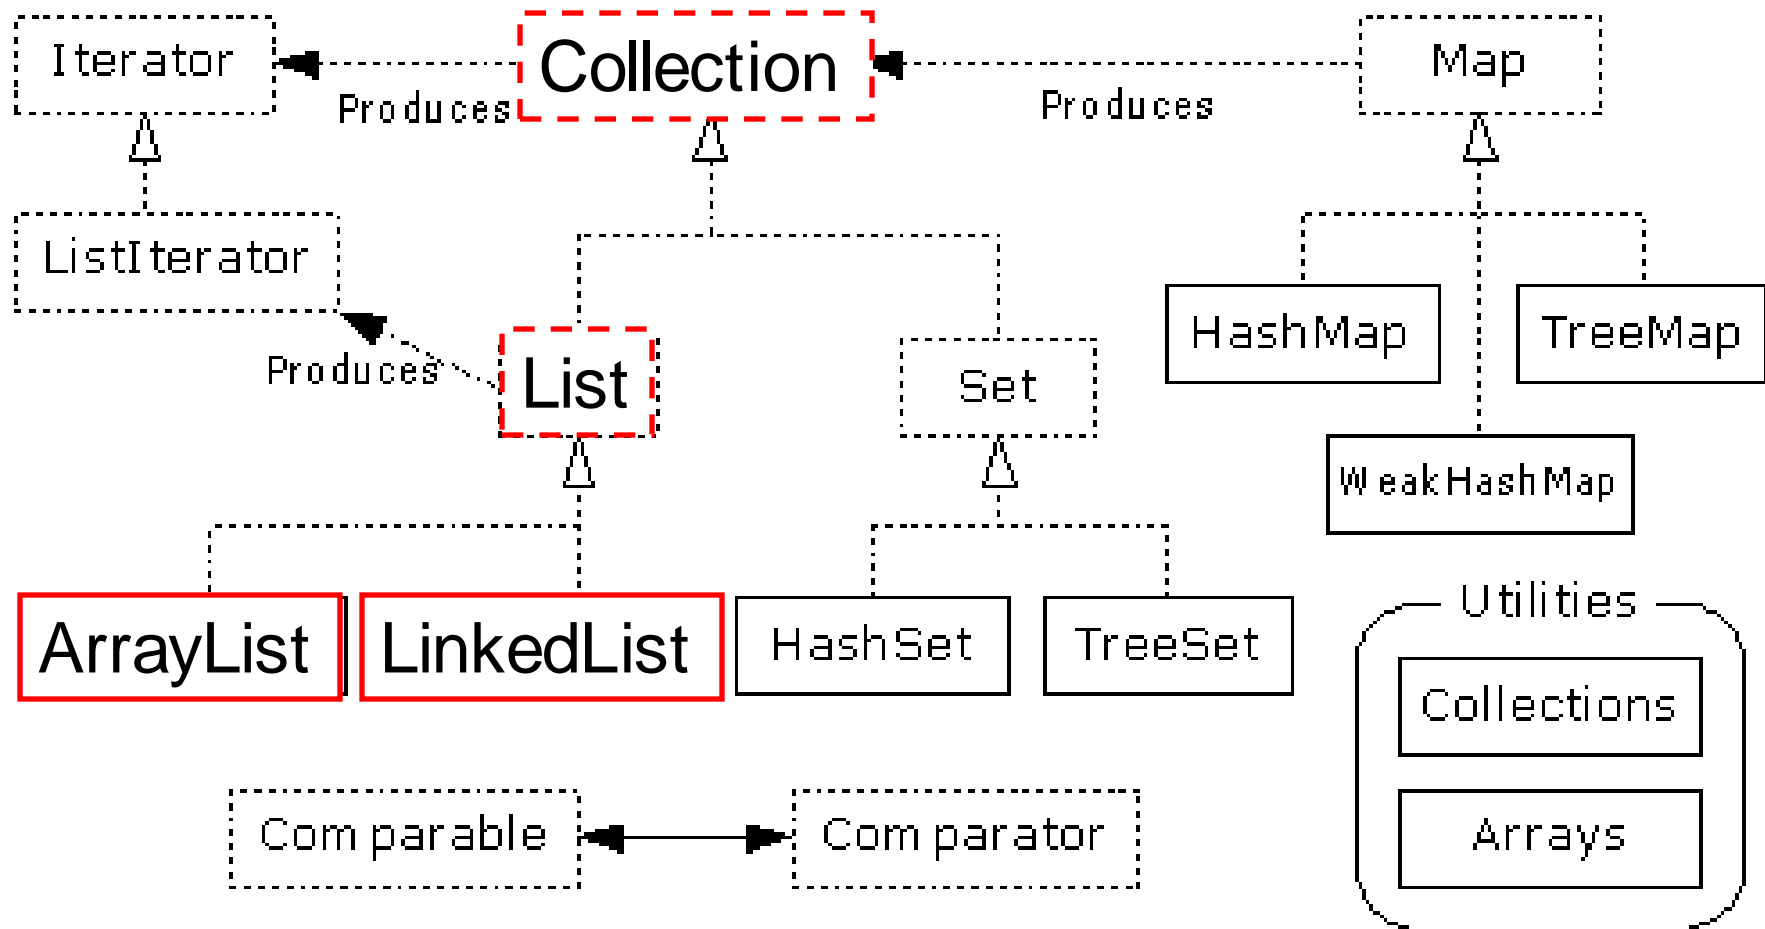 Iterator
Collection
Map
Produces
Produces
ListIterator
HashMap
TreeMap
Produces
List
Set
WeakHashMap
ArrayList
LinkedList
HashSet
TreeSet
Utilities
Collections
Comparable
Comparator
Arrays